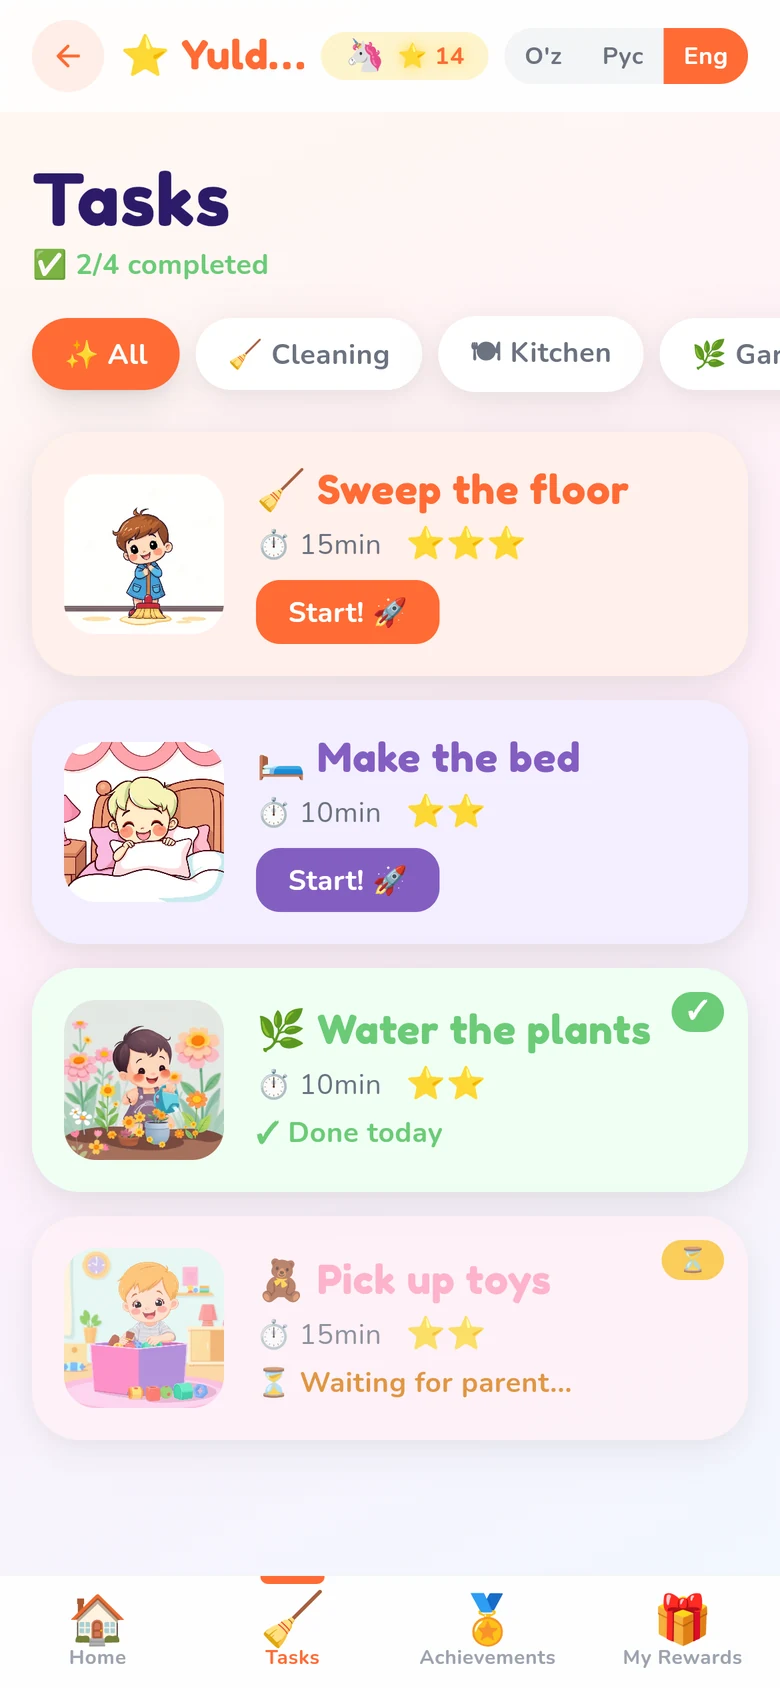 Yuld...
14
O'z
Рус
Eng
Tasks
2/4 completed
All
Cleaning
Kitchen
Gar
Sweep the floor
15min
Start!
Make the bed
10min
Start!
Water the plants
10min
✓ Done today
Pick up toys
15min
Waiting for parent...
Home
Tasks
Achievements
My Rewards